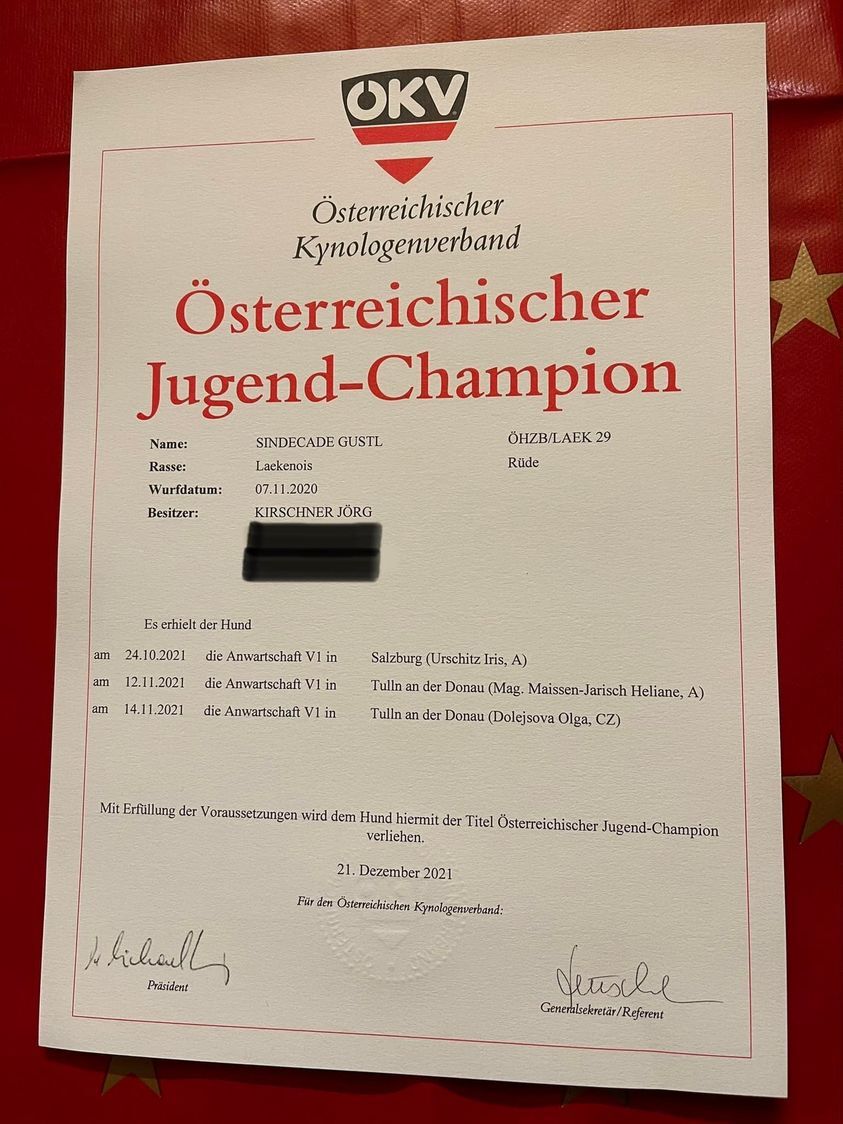 ÖKV
Österreichischer
Kynologenverband
Österreichischer
Jugend-Champion
Name: SINDECADE GUSTL ÖHZB/LAEK 29
Rasse: Laekenois Rüde
Wurfdatum: 07.11.2020
Besitzer: KIRSCHNER JÖRG
Es erhielt der Hund
am 24.10.2021 die Anwartschaft V1 in Salzburg (Urschitz Iris, A)
am 12.11.2021 die Anwartschaft V1 in Tulln an der Donau (Mag. Maissen-Jarisch Heliane, A)
am 14.11.2021 die Anwartschaft V1 in Tulln an der Donau (Dolejsova Olga, CZ)
Mit Erfüllung der Voraussetzungen wird dem Hund hiermit der Titel Österreichischer Jugend-Champion
verliehen.
21. Dezember 2021
Für den Österreichischen Kynologenverband:
Präsident
Generalsekretär/Referent